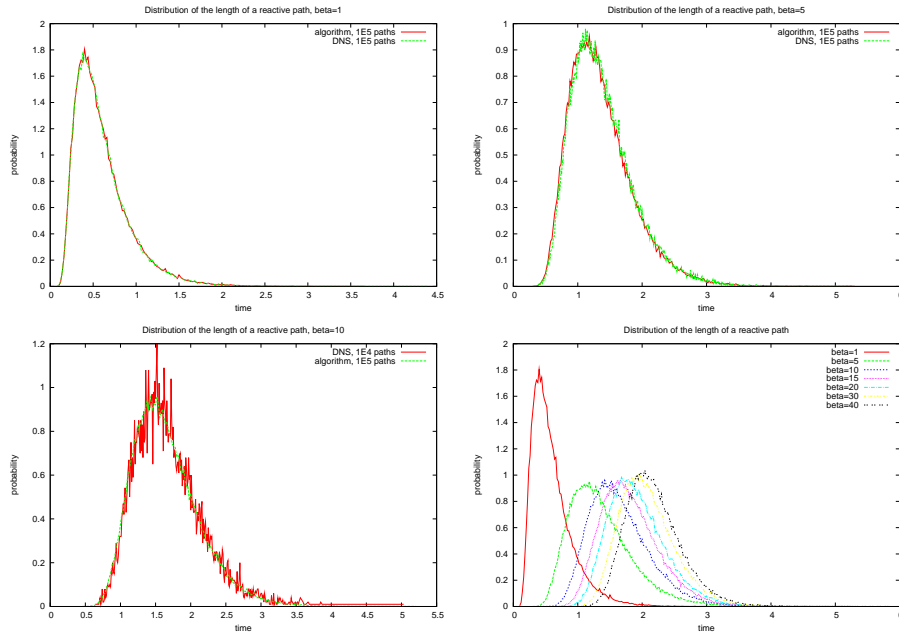 Distribution of the length of a reactive path, beta=1
algorithm, 1E5 paths
DNS, 1E5 paths
probability
2
1.8
1.6
1.4
1.2
1
0.8
0.6
0.4
0.2
0
0 0.5 1 1.5 2 2.5 3 3.5 4 4.5
time
Distribution of the length of a reactive path, beta=5
algorithm, 1E5 paths
DNS, 1E5 paths
probability
1
0.9
0.8
0.7
0.6
0.5
0.4
0.3
0.2
0.1
0
0 1 2 3 4 5 6
time
Distribution of the length of a reactive path, beta=10
DNS, 1E4 paths
algorithm, 1E5 paths
probability
1.2
1
0.8
0.6
0.4
0.2
0
0 0.5 1 1.5 2 2.5 3 3.5 4 4.5 5 5.5
time
Distribution of the length of a reactive path
beta=1
beta=5
beta=10
beta=15
beta=20
beta=30
beta=40
probability
2
1.8
1.6
1.4
1.2
1
0.8
0.6
0.4
0.2
0
0 1 2 3 4 5 6
time